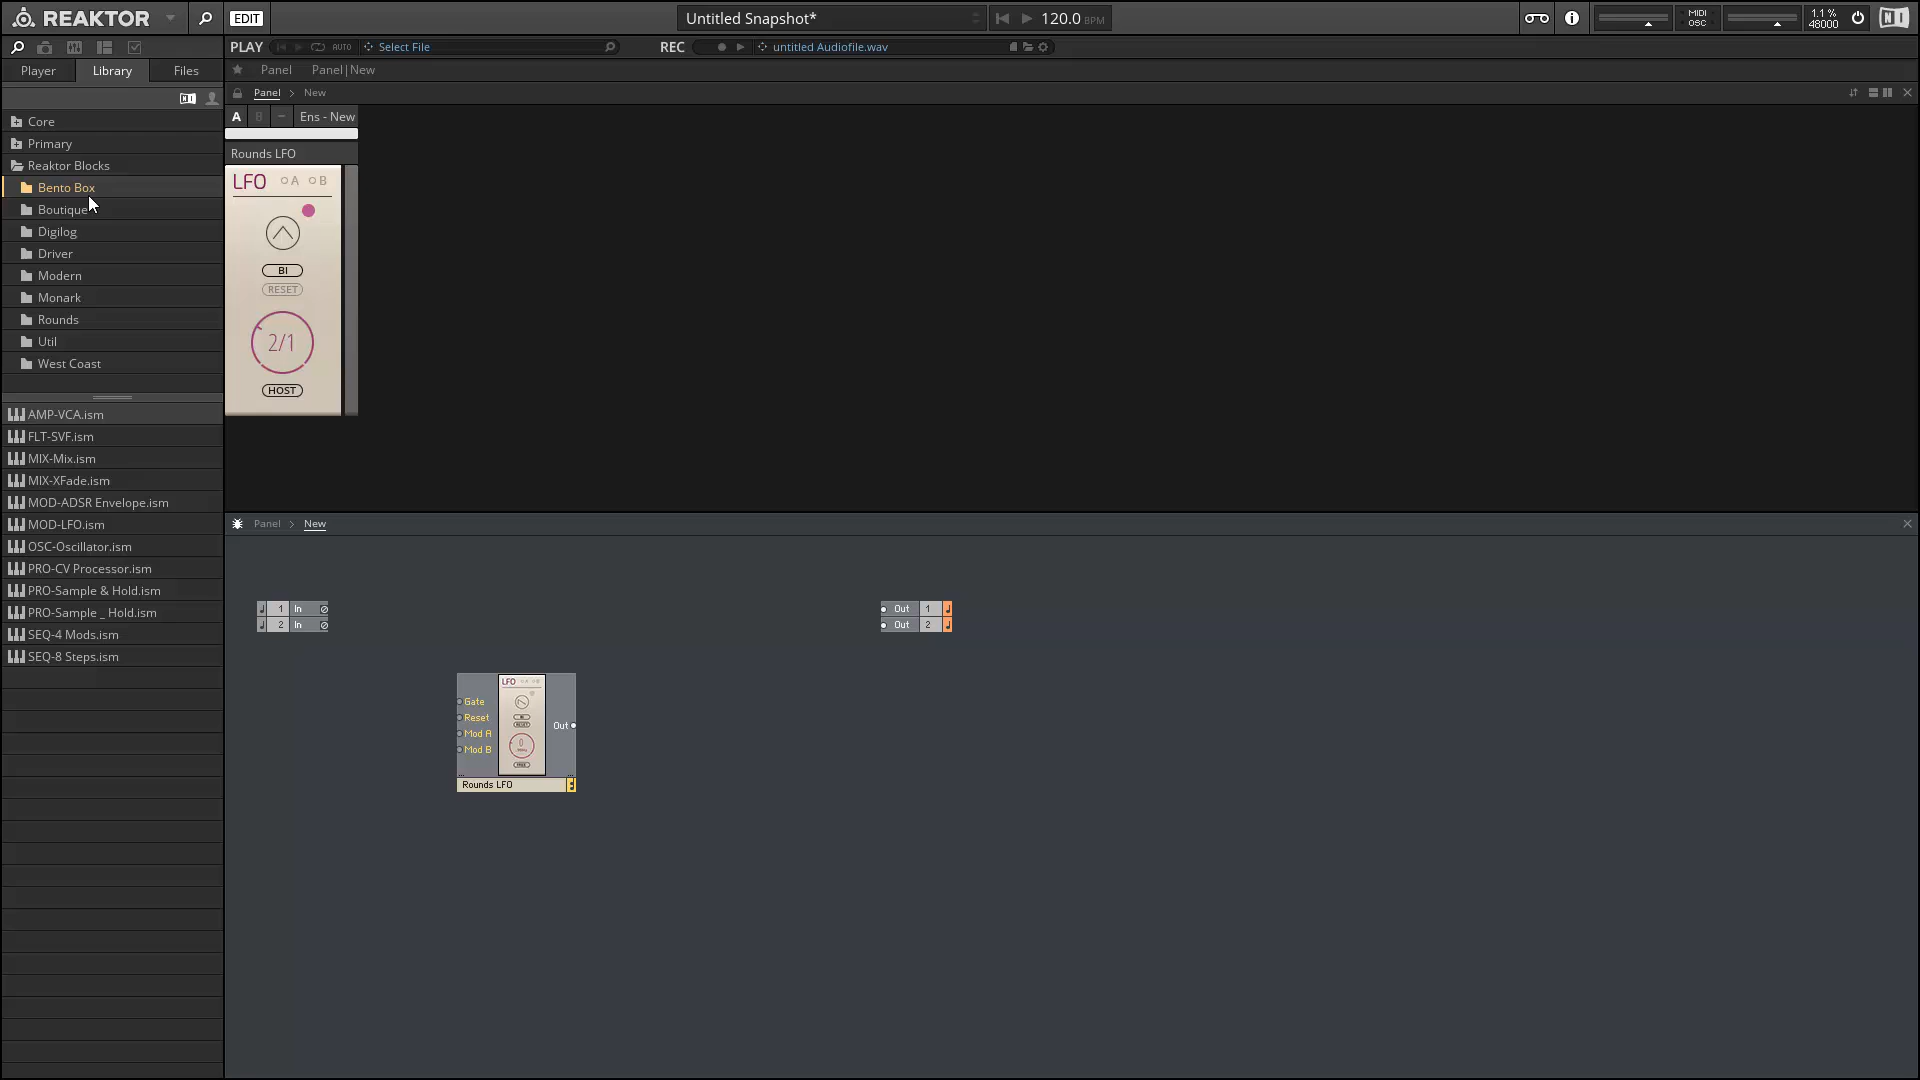 REAKTOR
EDIT
Untitled Snapshot*
120.0 BPM
MIDI
OSC
1.1 %
48000
PLAY
AUTO
Select File
REC
untitled Audiofile.wav
Player
Library
Files
Panel
Panel|New
Panel > New
A B – Ens - New
Core
Primary
Reaktor Blocks
Bento Box
Boutique
Digilog
Driver
Modern
Monark
Rounds
Util
West Coast
AMP-VCA.ism
FLT-SVF.ism
MIX-Mix.ism
MIX-XFade.ism
MOD-ADSR Envelope.ism
MOD-LFO.ism
OSC-Oscillator.ism
PRO-CV Processor.ism
PRO-Sample & Hold.ism
PRO-Sample _ Hold.ism
SEQ-4 Mods.ism
SEQ-8 Steps.ism
Rounds LFO
LFO A B
BI
RESET
2/1
HOST
Panel > New
1 In
2 In
Out 1
Out 2
LFO
Gate
Reset
Mod A
Mod B
0
Out
Rounds LFO